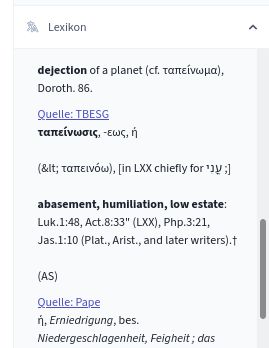 Lexikon
dejection of a planet (cf. ταπείνωμα),
Doroth. 86.
Quelle: TBESG
ταπείνωσις, -εως, ἡ
(&lt; ταπεινόω), [in LXX chiefly for עֳנִי ;]
abasement, humiliation, low estate:
Luk.1:48, Act.8:33" (LXX), Php.3:21,
Jas.1:10 (Plat., Arist., and later writers).†
(AS)
Quelle: Pape
ἡ, Erniedrigung, bes.
Niedergeschlagenheit, Feigheit ; das